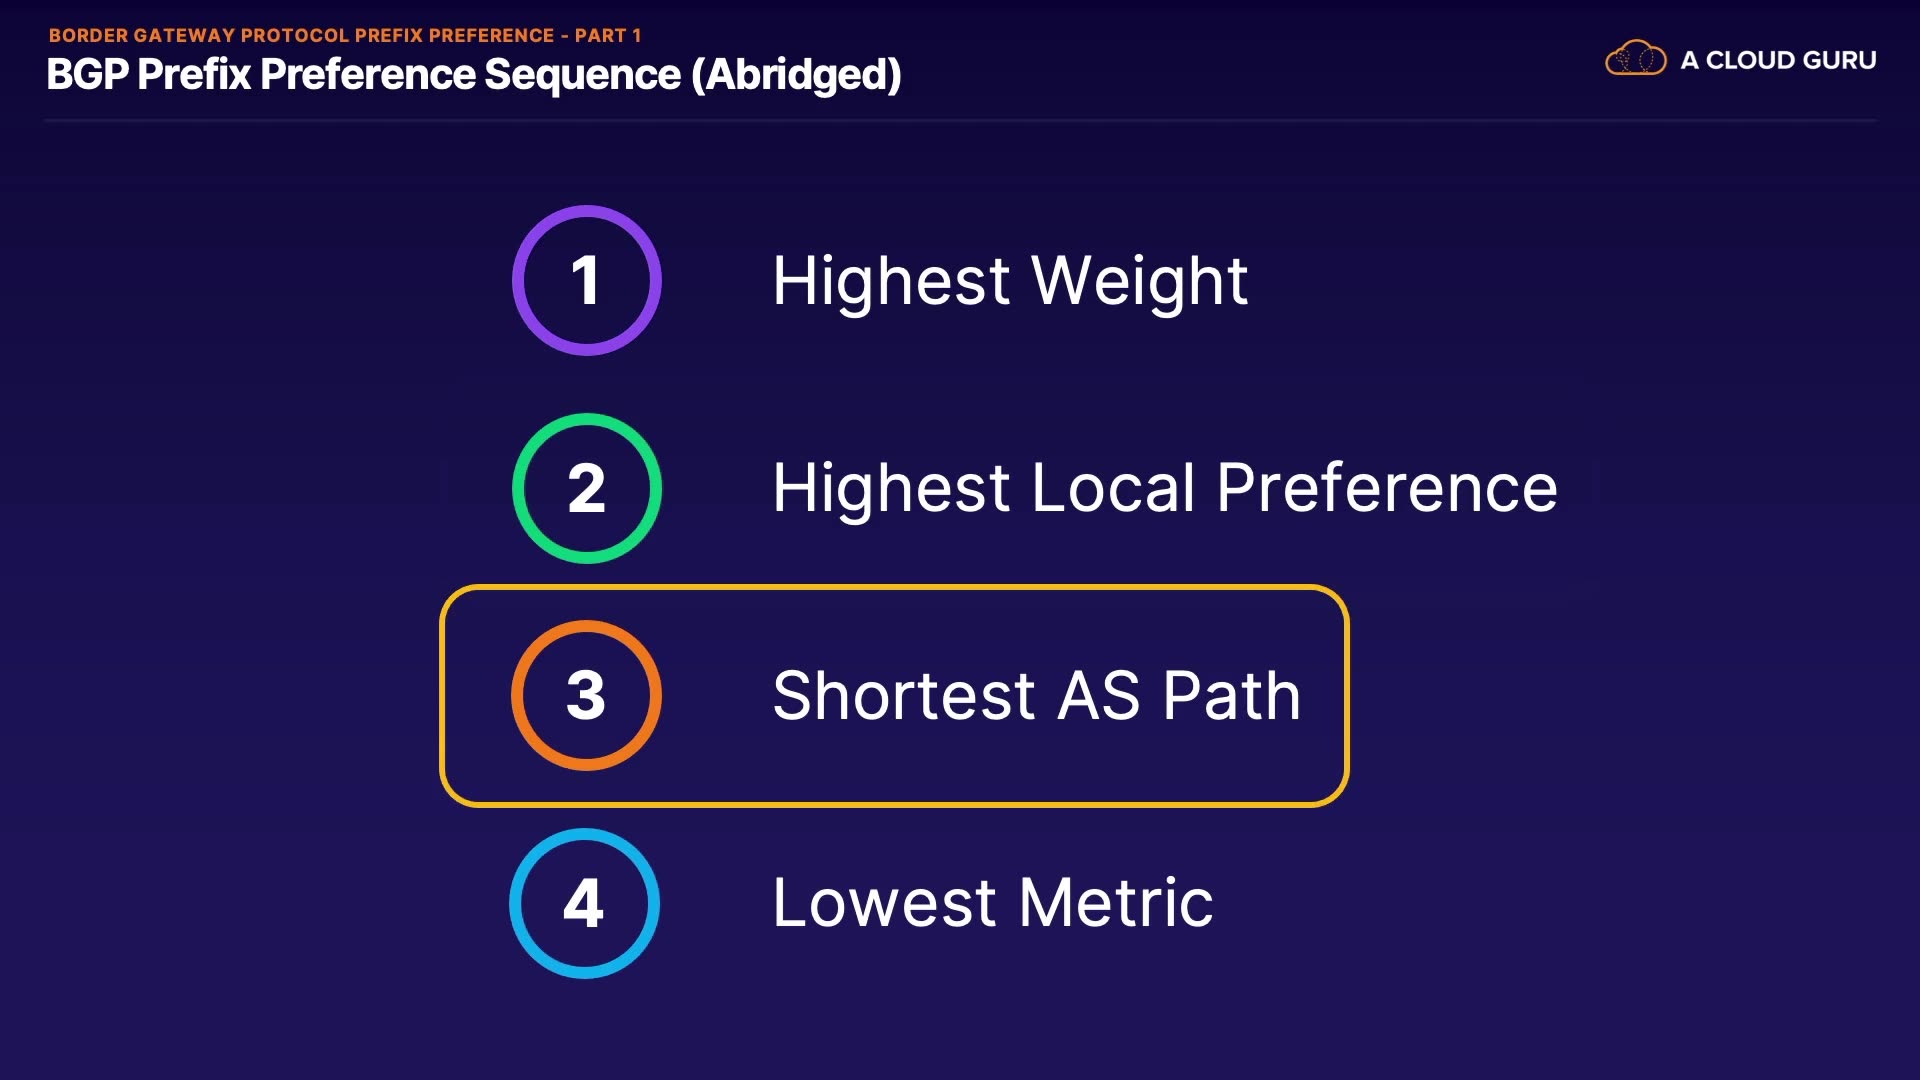 BORDER GATEWAY PROTOCOL PREFIX PREFERENCE - PART 1
BGP Prefix Preference Sequence (Abridged)
A CLOUD GURU
1 Highest Weight
2 Highest Local Preference
3 Shortest AS Path
4 Lowest Metric